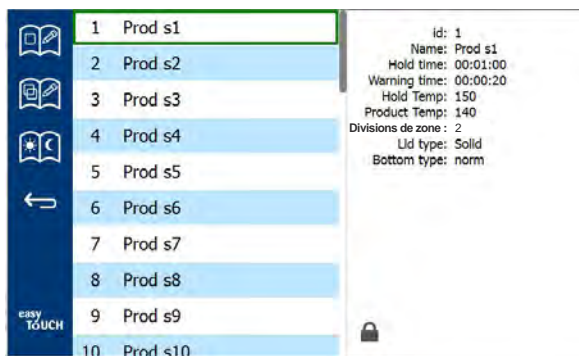 1 Prod s1
2 Prod s2
3 Prod s3
4 Prod s4
5 Prod s5
6 Prod s6
7 Prod s7
8 Prod s8
9 Prod s9
10 Prod s10
easy
TOUCH
id: 1
Name: Prod s1
Hold time: 00:01:00
Warning time: 00:00:20
Hold Temp: 150
Product Temp: 140
Divisions de zone : 2
Lid type: Solid
Bottom type: norm